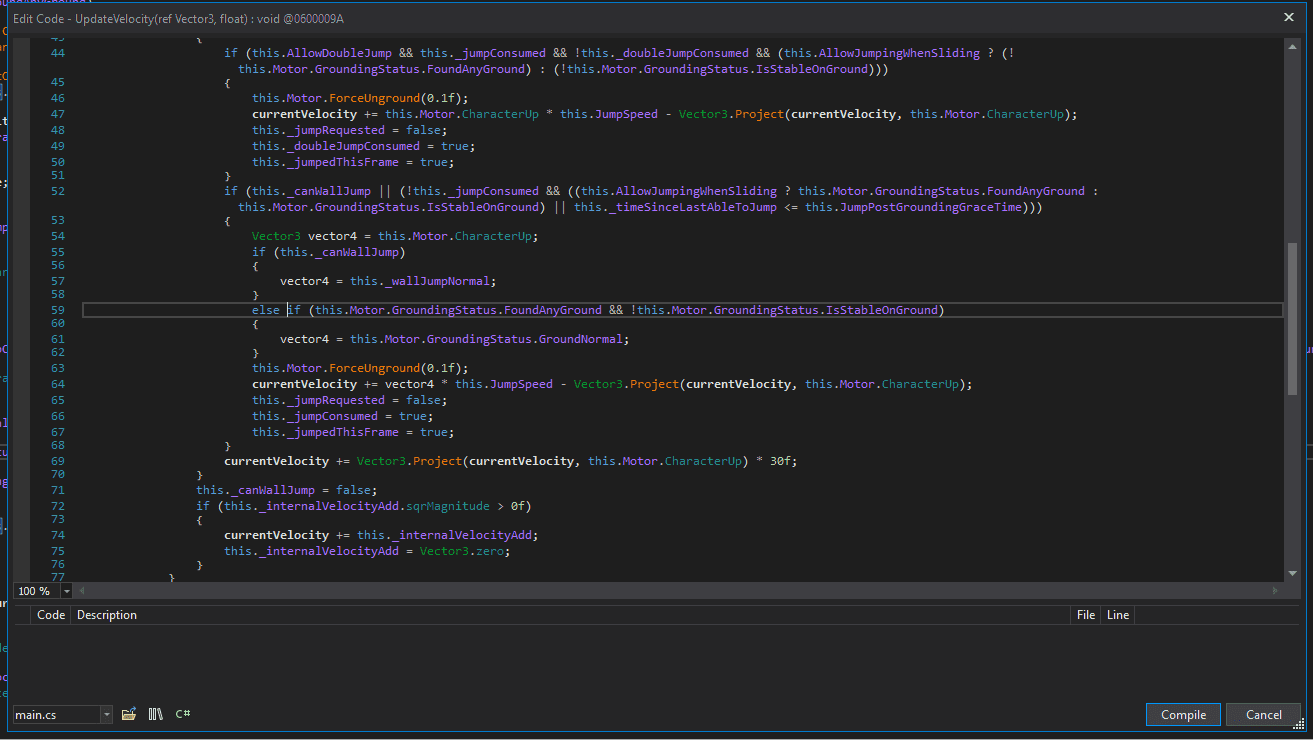 Edit Code - UpdateVelocity(ref Vector3, float) : void @0600009A
43 {
44 if (this.AllowDoubleJump && this._jumpConsumed && !this._doubleJumpConsumed && (this.AllowJumpingWhenSliding ? (!
this.Motor.GroundingStatus.FoundAnyGround) : (!this.Motor.GroundingStatus.IsStableOnGround)))
45 {
46 this.Motor.ForceUnground(0.1f);
47 currentVelocity += this.Motor.CharacterUp * this.JumpSpeed - Vector3.Project(currentVelocity, this.Motor.CharacterUp);
48 this._jumpRequested = false;
49 this._doubleJumpConsumed = true;
50 this._jumpedThisFrame = true;
51 }
52 if (this._canWallJump || (!this._jumpConsumed && ((this.AllowJumpingWhenSliding ? this.Motor.GroundingStatus.FoundAnyGround :
this.Motor.GroundingStatus.IsStableOnGround) || this._timeSinceLastAbleToJump <= this.JumpPostGroundingGraceTime)))
53 {
54 Vector3 vector4 = this.Motor.CharacterUp;
55 if (this._canWallJump)
56 {
57 vector4 = this._wallJumpNormal;
58 }
59 else if (this.Motor.GroundingStatus.FoundAnyGround && !this.Motor.GroundingStatus.IsStableOnGround)
60 {
61 vector4 = this.Motor.GroundingStatus.GroundNormal;
62 }
63 this.Motor.ForceUnground(0.1f);
64 currentVelocity += vector4 * this.JumpSpeed - Vector3.Project(currentVelocity, this.Motor.CharacterUp);
65 this._jumpRequested = false;
66 this._jumpConsumed = true;
67 this._jumpedThisFrame = true;
68 }
69 currentVelocity += Vector3.Project(currentVelocity, this.Motor.CharacterUp) * 30f;
70 }
71 this._canWallJump = false;
72 if (this._internalVelocityAdd.sqrMagnitude > 0f)
73 {
74 currentVelocity += this._internalVelocityAdd;
75 this._internalVelocityAdd = Vector3.zero;
76 }
77 }
100 %
Code Description File Line
main.cs C# Compile Cancel